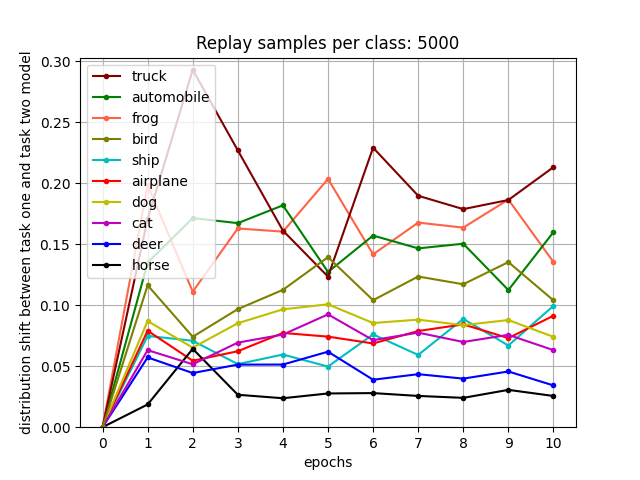 Replay samples per class: 5000
distribution shift between task one and task two model
0.30
0.25
0.20
0.15
0.10
0.05
0.00
truck
automobile
frog
bird
ship
airplane
dog
cat
deer
horse
0 1 2 3 4 5 6 7 8 9 10
epochs